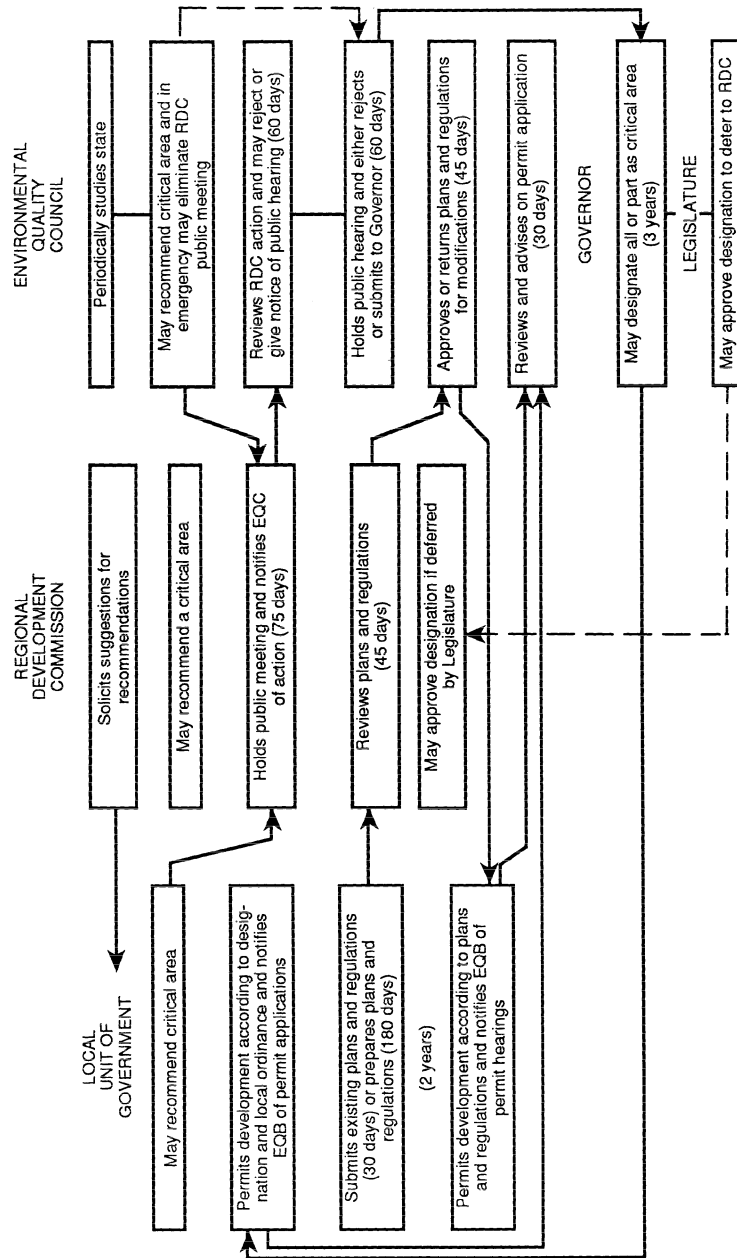 LOCAL
UNIT OF
GOVERNMENT
May recommend critical area
Permits development according to desig-
nation and local ordinance and notifies
EQB of permit applications
Submits existing plans and regulations
(30 days) or prepares plans and
regulations (180 days)
(2 years)
Permits development according to plans
and regulations and notifies EQB of
permit hearings
REGIONAL
DEVELOPMENT
COMMISSION
Solicits suggestions for
recommendations
May recommend a critical area
Holds public meeting and notifies EQC
of action (75 days)
Reviews plans and regulations
(45 days)
May approve designation if deferred
by Legislature
ENVIRONMENTAL
QUALITY
COUNCIL
Periodically studies state
May recommend critical area and in
emergency may eliminate RDC
public meeting
Reviews RDC action and may reject or
give notice of public hearing (60 days)
Holds public hearing and either rejects
or submits to Governor (60 days)
Approves or returns plans and regulations
for modifications (45 days)
Reviews and advises on permit application
(30 days)
GOVERNOR
May designate all or part as critical area
(3 years)
LEGISLATURE
May approve designation to deter to RDC